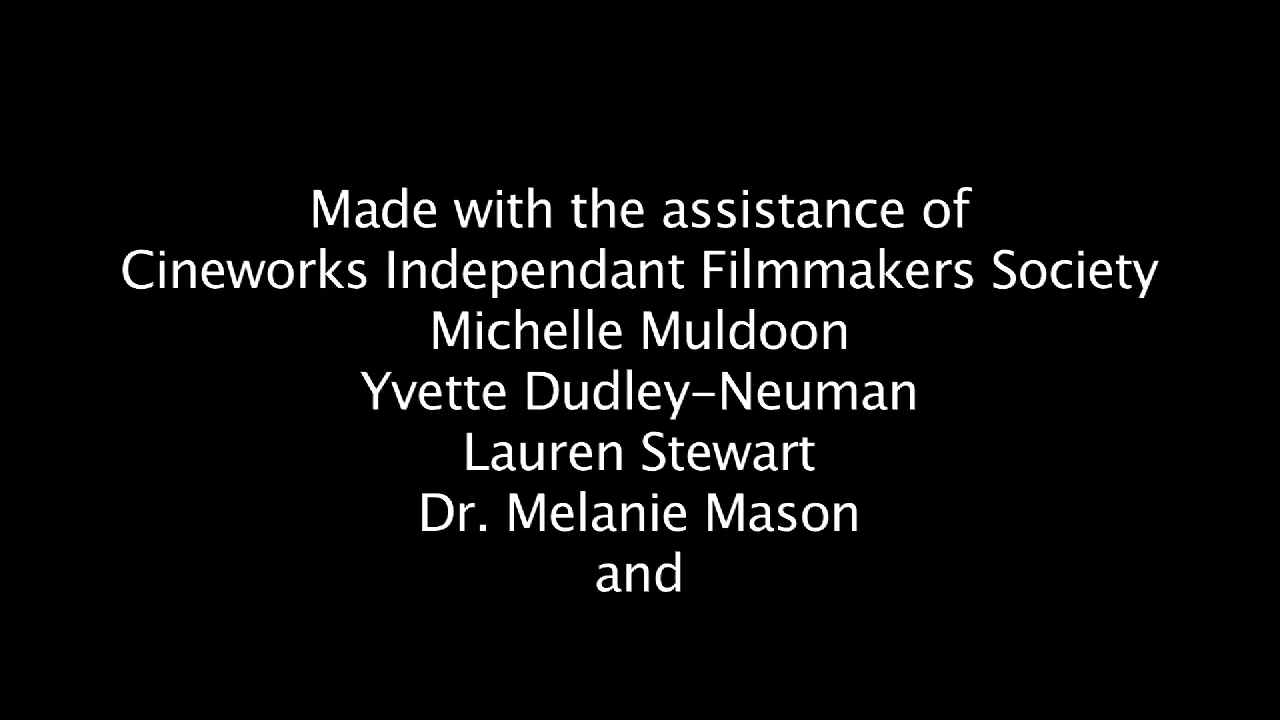 Made with the assistance of
Cineworks Independant Filmmakers Society
Michelle Muldoon
Yvette Dudley-Neuman
Lauren Stewart
Dr. Melanie Mason
and